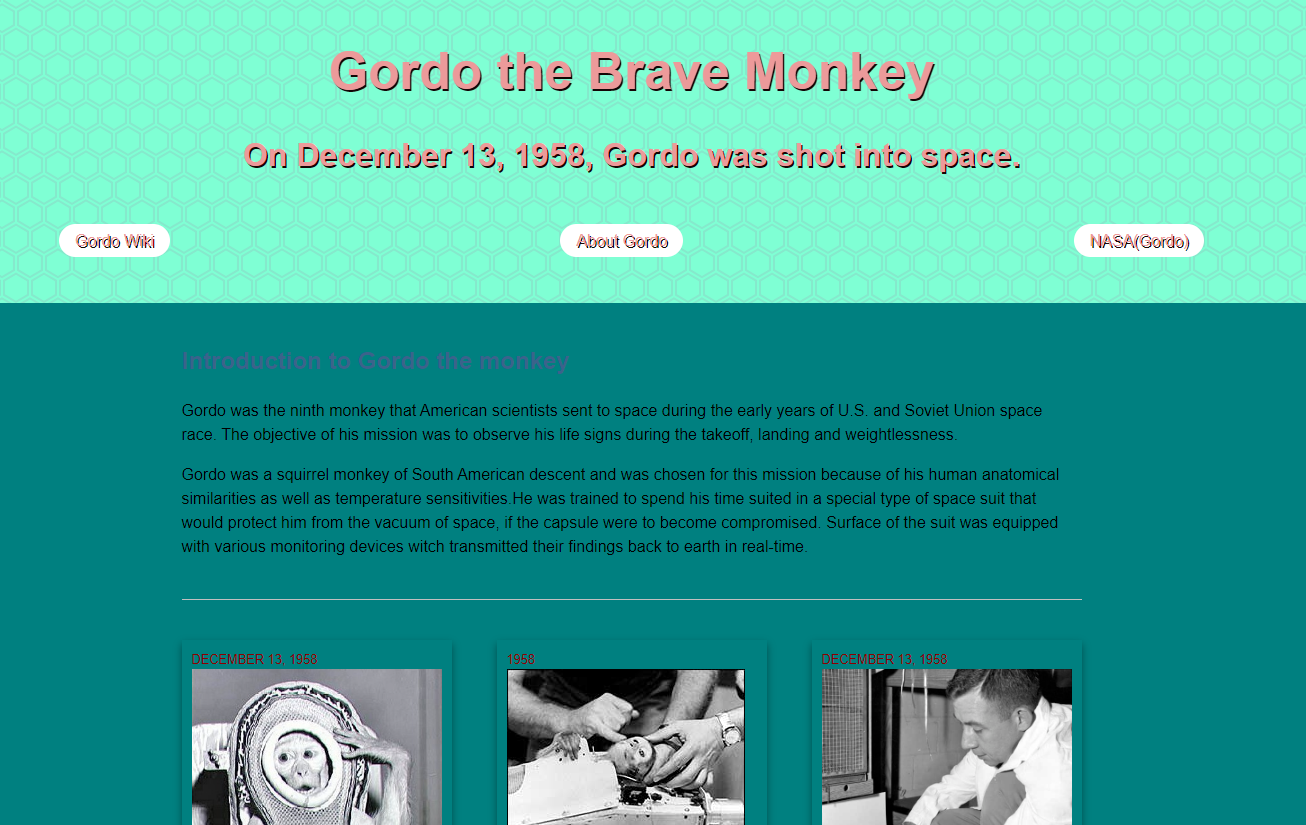 Gordo the Brave Monkey
On December 13, 1958, Gordo was shot into space.
Gordo Wiki
About Gordo
NASA(Gordo)
Introduction to Gordo the monkey
Gordo was the ninth monkey that American scientists sent to space during the early years of U.S. and Soviet Union space
race. The objective of his mission was to observe his life signs during the takeoff, landing and weightlessness.
Gordo was a squirrel monkey of South American descent and was chosen for this mission because of his human anatomical
similarities as well as temperature sensitivities.He was trained to spend his time suited in a special type of space suit that
would protect him from the vacuum of space, if the capsule were to become compromised. Surface of the suit was equipped
with various monitoring devices witch transmitted their findings back to earth in real-time.
DECEMBER 13, 1958
1958
DECEMBER 13, 1958